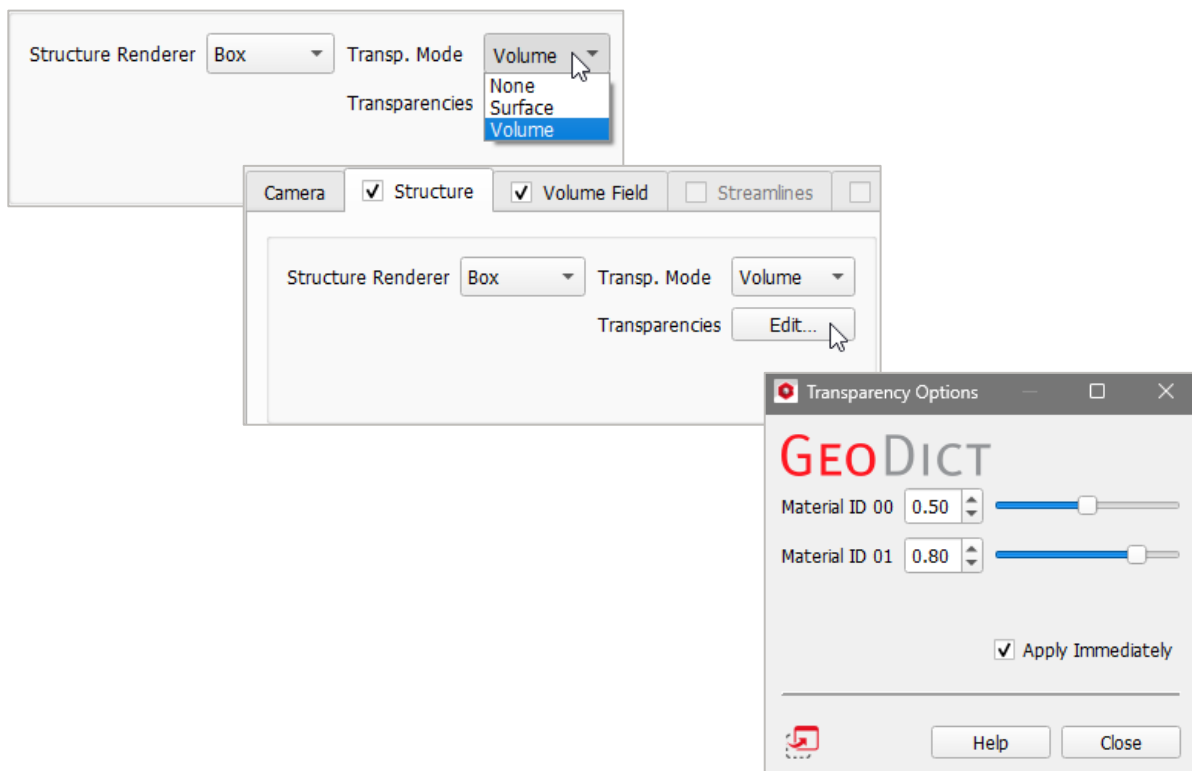 Structure Renderer Box Transp. Mode Volume
None
Transparencies Surface
Volume
Camera Structure Volume Field Streamlines
Structure Renderer Box Transp. Mode Volume
Transparencies Edit...
Transparency Options
GEODICT
Material ID 00 0.50
Material ID 01 0.80
Apply Immediately
Help Close